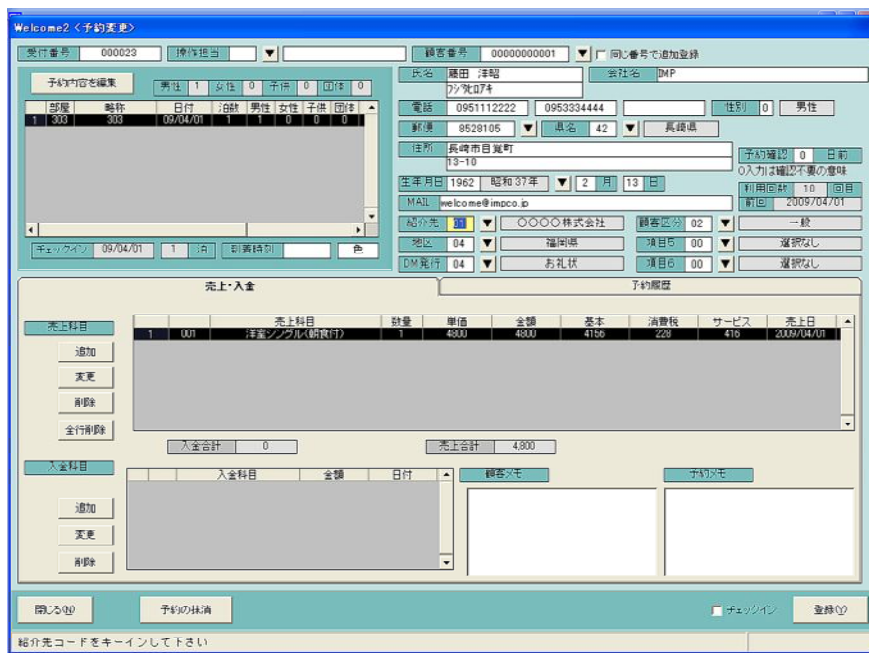 Welcome2 <予約変更>
受付番号 000023 操作担当 ▼ 顧客番号 00000000001 ▼ 同じ番号で追加登録
予約内容を編集 男性 1 女性 0 子供 0 団体 0
部屋 略称 日付 泊数 男性 女性 子供 団体
1 303 303 09/04/01 1 1 0 0 0
チェックイン 09/04/01 1 泊 到着時刻 色
氏名 藤田 洋昭 会社名 IMP
フジタヒロアキ
電話 0951112222 0953334444 性別 0 男性
郵便 8528105 ▼ 県名 42 ▼ 長崎県
住所 長崎市目覚町
13-10
予約確認 0 日前
0入力は確認不要の意味
生年月日 1962 昭和37年 ▼ 2 月 13 日
利用回数 10 回目
MAIL welcome@impco.jp
前回 2009/04/01
紹介先 01 ▼ 〇〇〇〇株式会社 顧客区分 02 ▼ 一般
地区 04 ▼ 福岡県 項目5 00 ▼ 選択なし
DM発行 04 ▼ お礼状 項目6 00 ▼ 選択なし
売上・入金 予約履歴
売上科目
追加
変更
削除
全行削除
売上科目 数量 単価 金額 基本 消費税 サービス 売上日
1 001 洋室シングル(朝食付) 1 4800 4800 4156 228 416 2009/04/01
入金合計 0 売上合計 4,800
入金科目
追加
変更
削除
入金科目 金額 日付
顧客メモ 予約メモ
閉じる(N) 予約の抹消 チェックイン 登録(Y)
紹介先コードをキーインして下さい